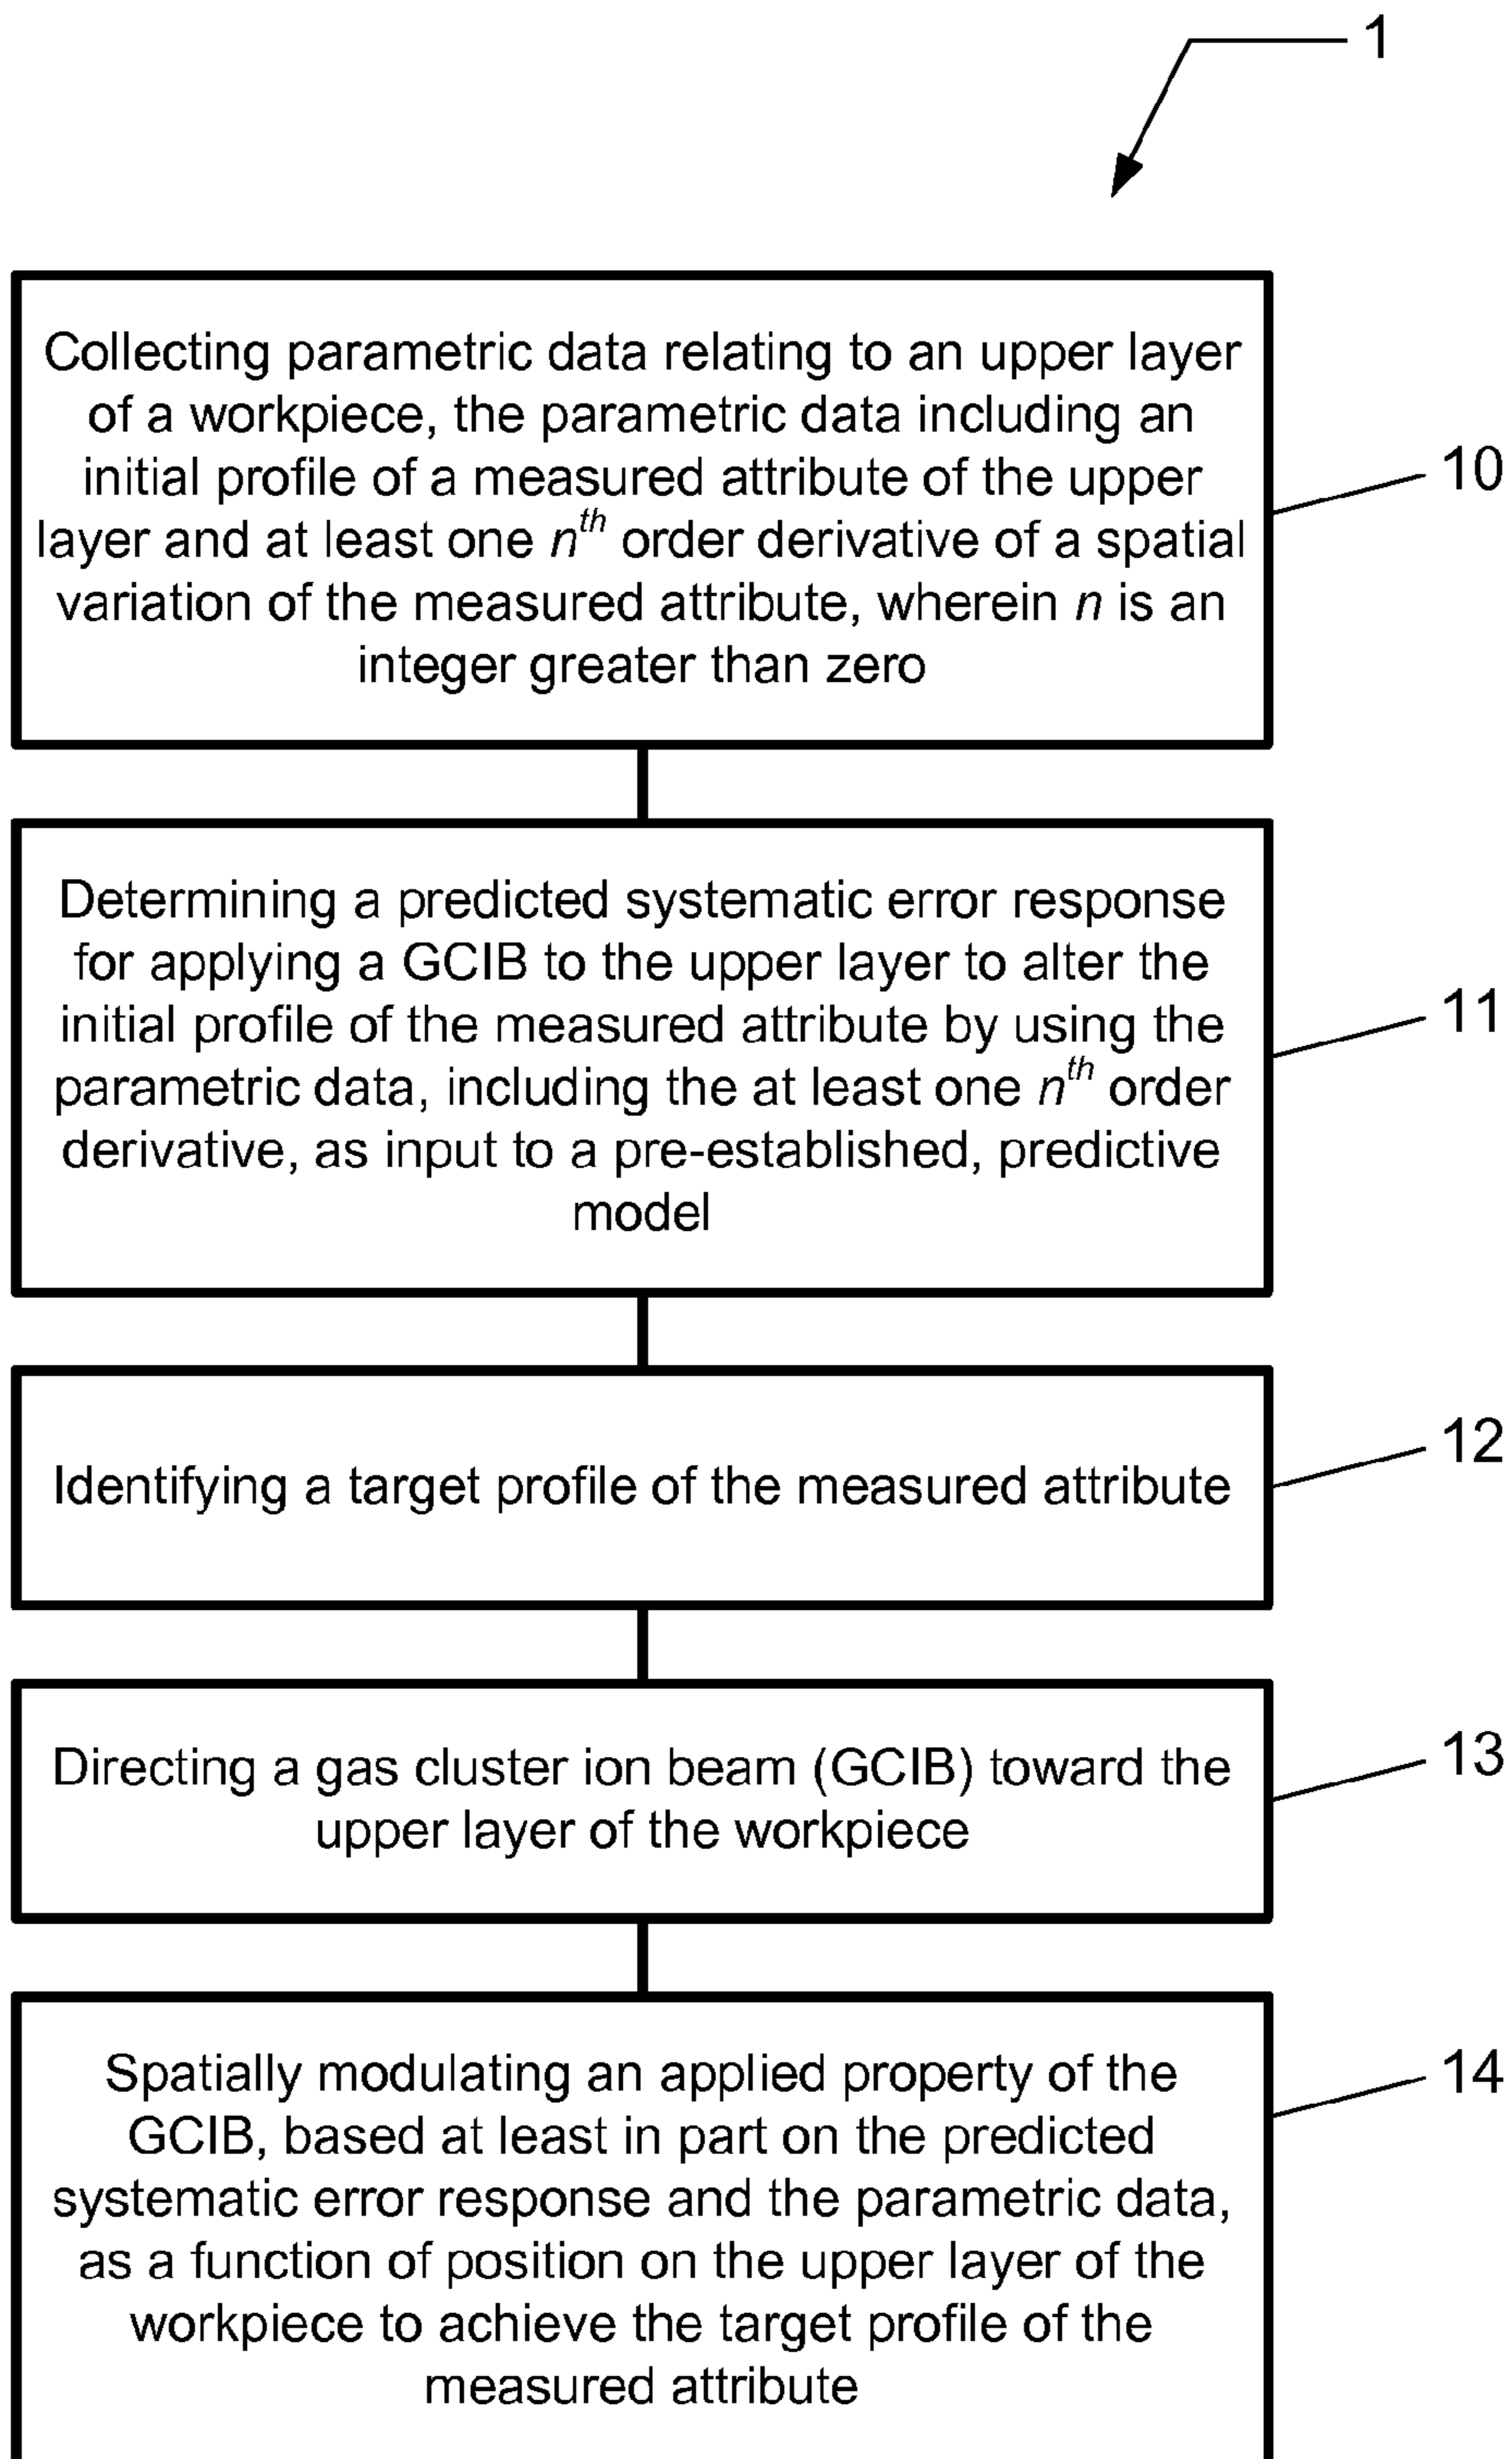 1
Collecting parametric data relating to an upper layer
of a workpiece, the parametric data including an
initial profile of a measured attribute of the upper
layer and at least one nth order derivative of a spatial
variation of the measured attribute, wherein n is an
integer greater than zero
10
Determining a predicted systematic error response
for applying a GCIB to the upper layer to alter the
initial profile of the measured attribute by using the
parametric data, including the at least one nth order
derivative, as input to a pre-established, predictive
model
11
Identifying a target profile of the measured attribute
12
Directing a gas cluster ion beam (GCIB) toward the
upper layer of the workpiece
13
Spatially modulating an applied property of the
GCIB, based at least in part on the predicted
systematic error response and the parametric data,
as a function of position on the upper layer of the
workpiece to achieve the target profile of the
measured attribute
14